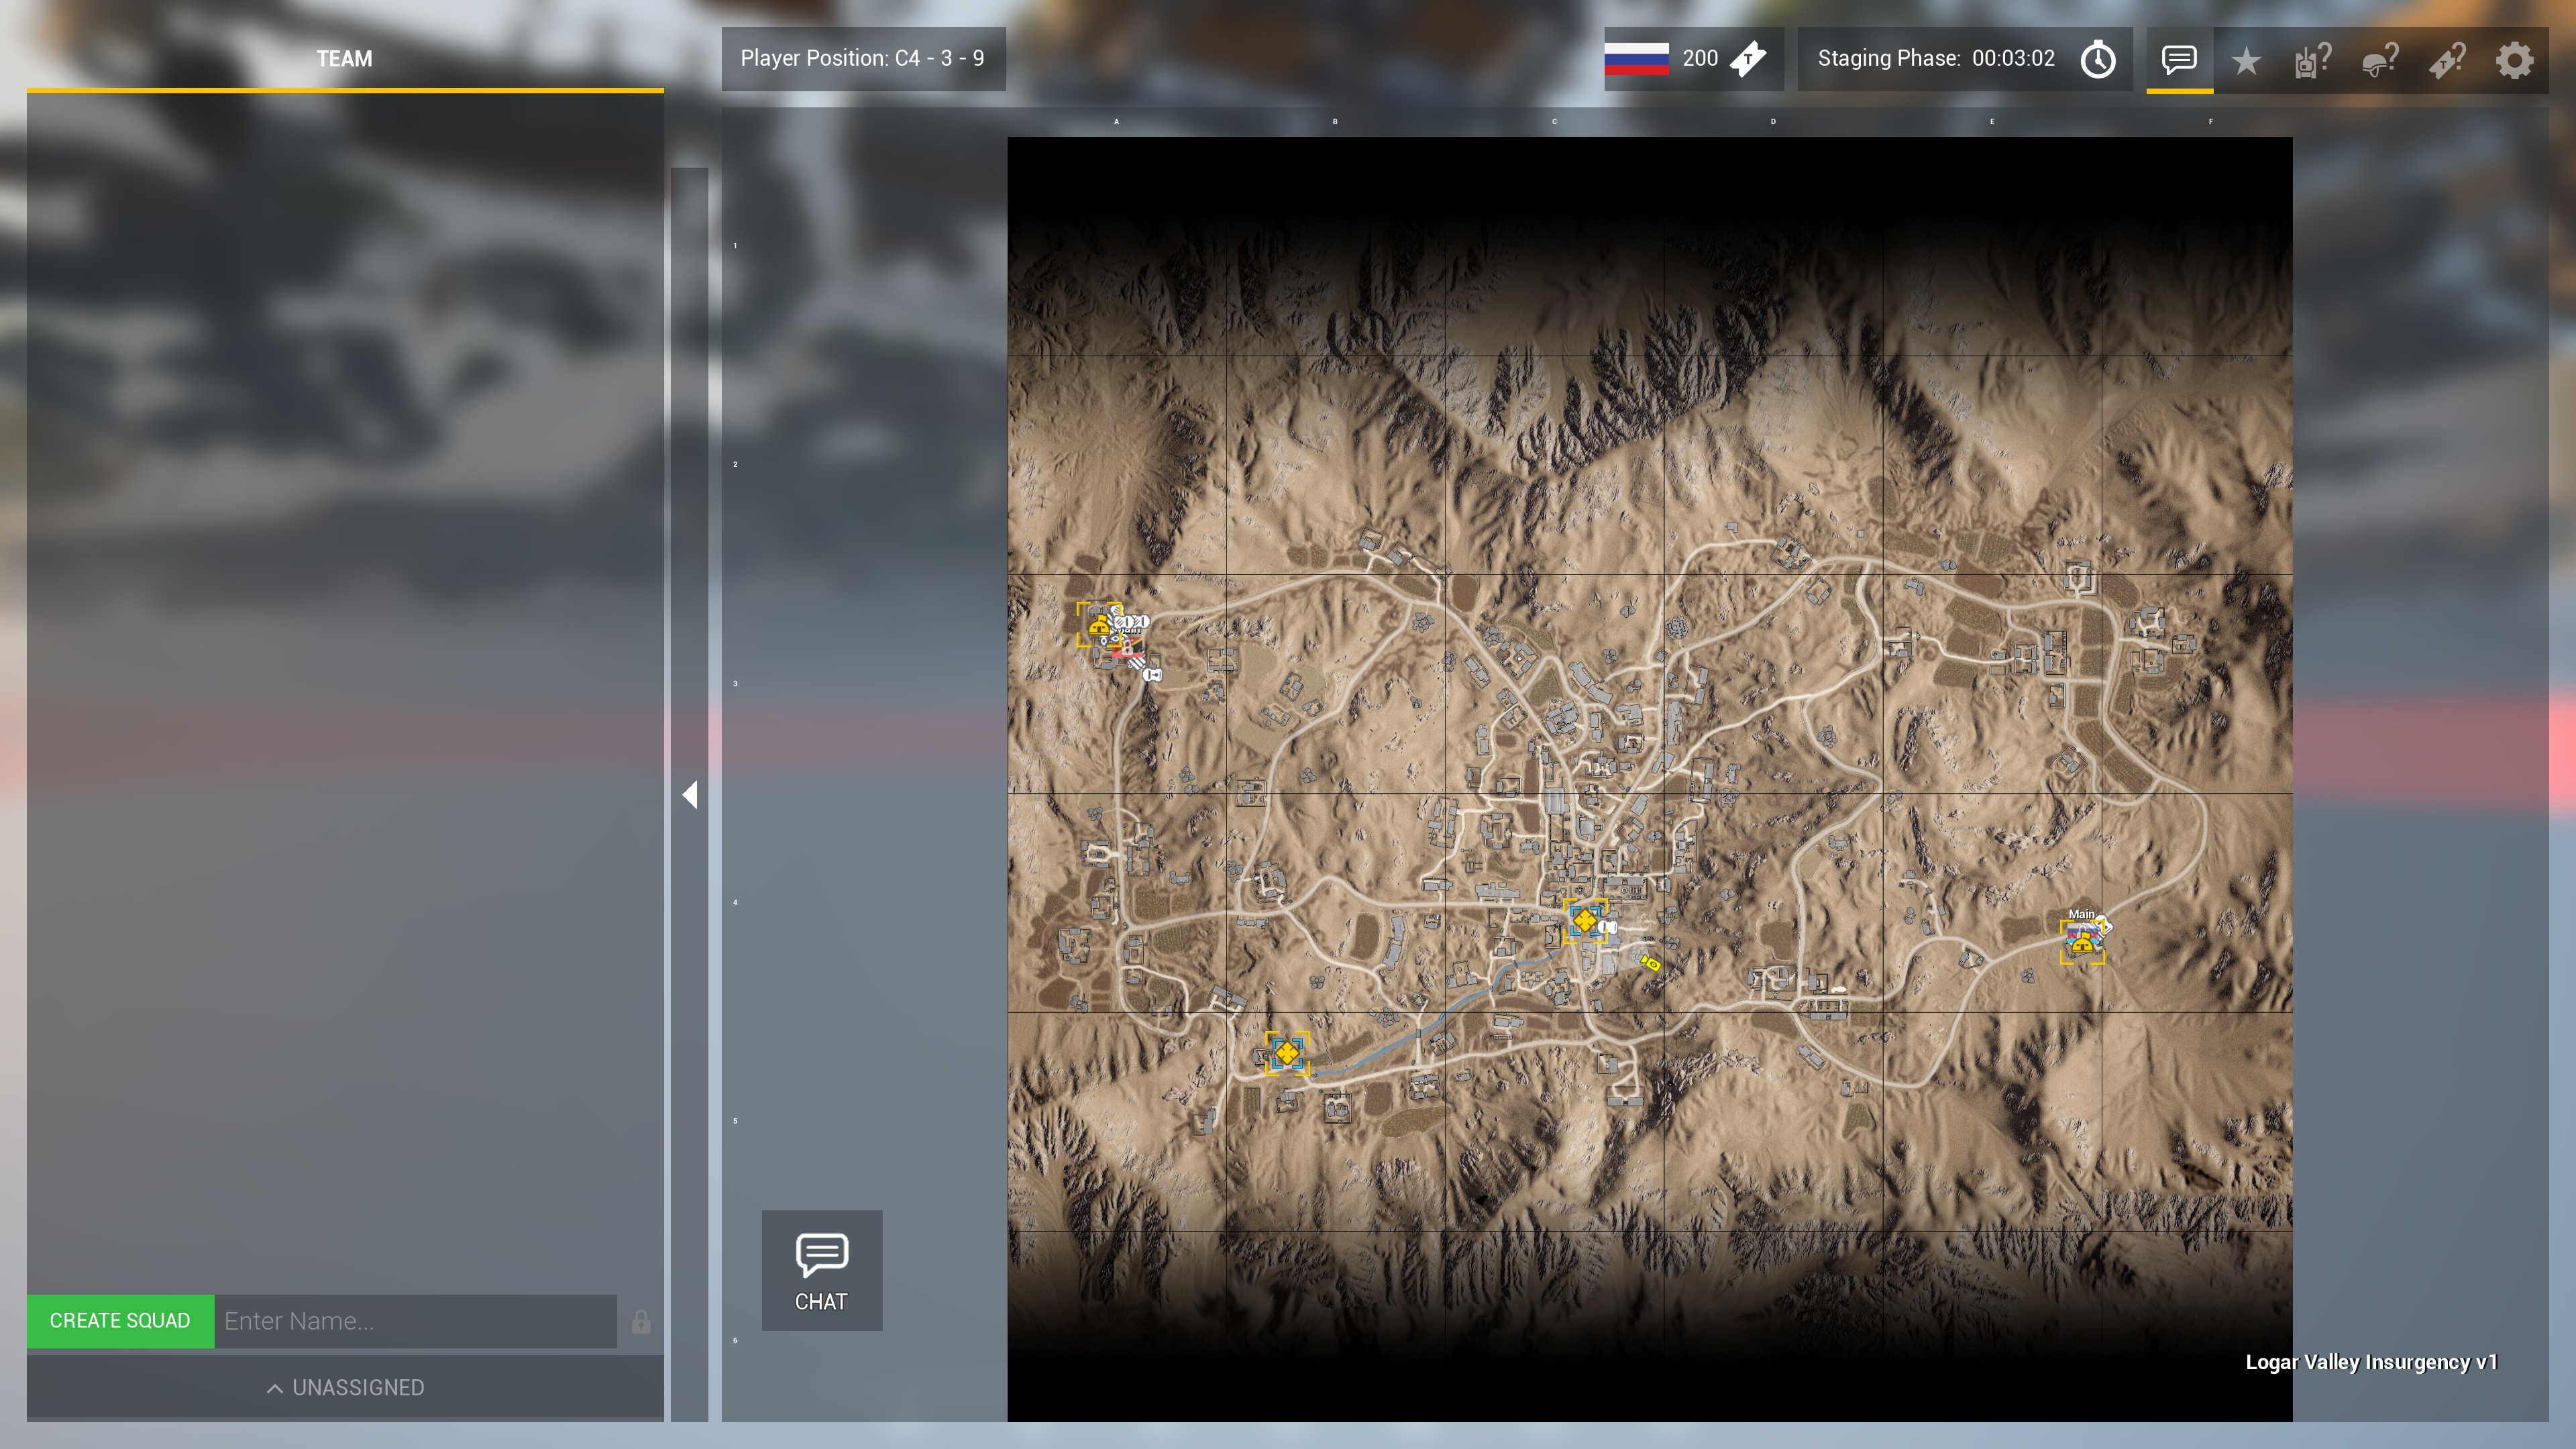 TEAM
Player Position: C4 - 3 - 9
200
Staging Phase: 00:03:02
A B C D E F
1
2
3
4
Main
5
6
CHAT
CREATE SQUAD
Enter Name...
UNASSIGNED
Logar Valley Insurgency v1